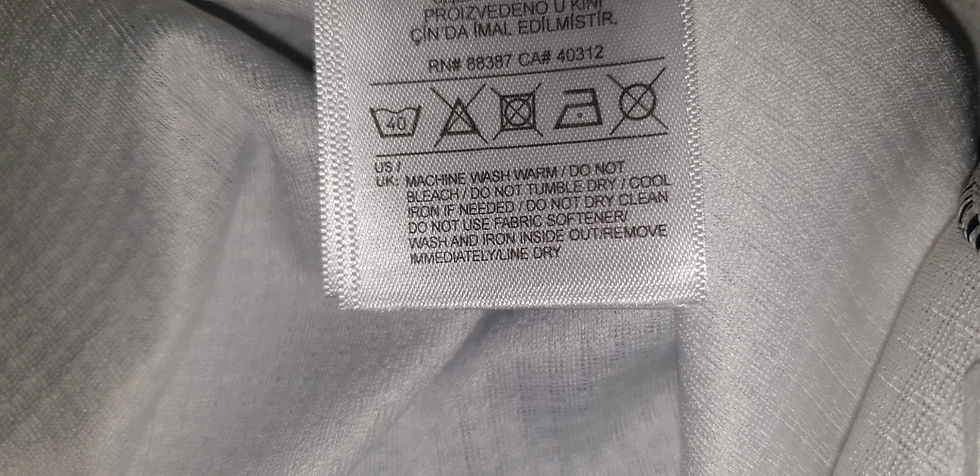 PROIZVEDENO U KINI
ÇİN'DA İMAL EDİLMİSTİR.
RN# 88387 CA# 40312
40
US /
UK: MACHINE WASH WARM / DO NOT
BLEACH / DO NOT TUMBLE DRY / COOL
IRON IF NEEDED / DO NOT DRY CLEAN
DO NOT USE FABRIC SOFTENER/
WASH AND IRON INSIDE OUT/REMOVE
IMMEDIATELY/LINE DRY